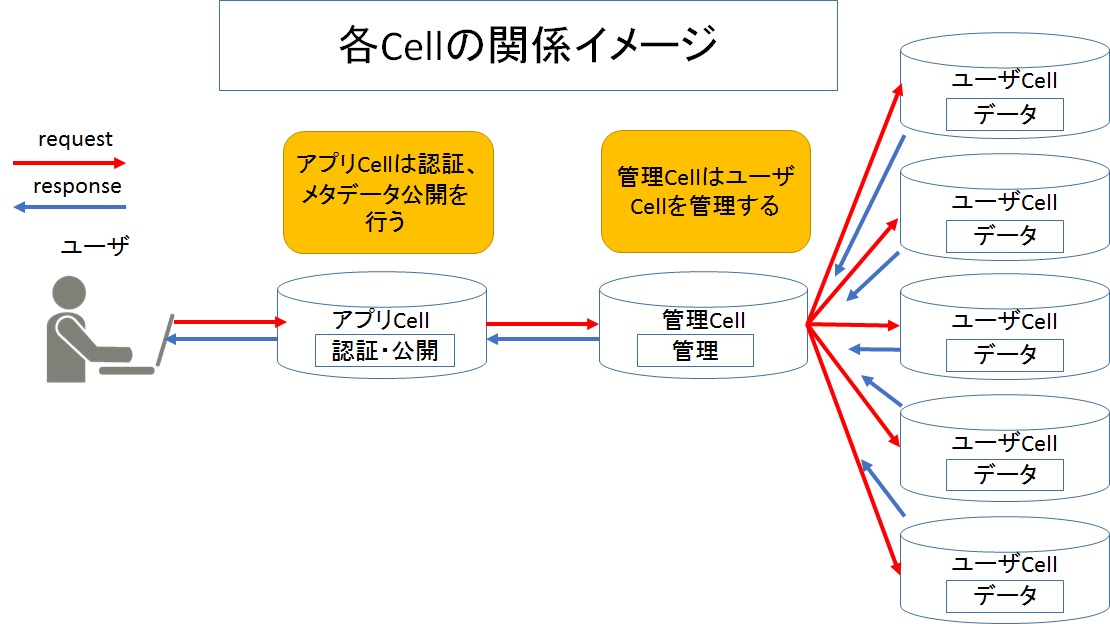 各Cellの関係イメージ
request
response
ユーザ
アプリCellは認証、
メタデータ公開を
行う
管理Cellはユーザ
Cellを管理する
アプリCell
認証・公開
管理Cell
管理
ユーザCell
データ
ユーザCell
データ
ユーザCell
データ
ユーザCell
データ
ユーザCell
データ